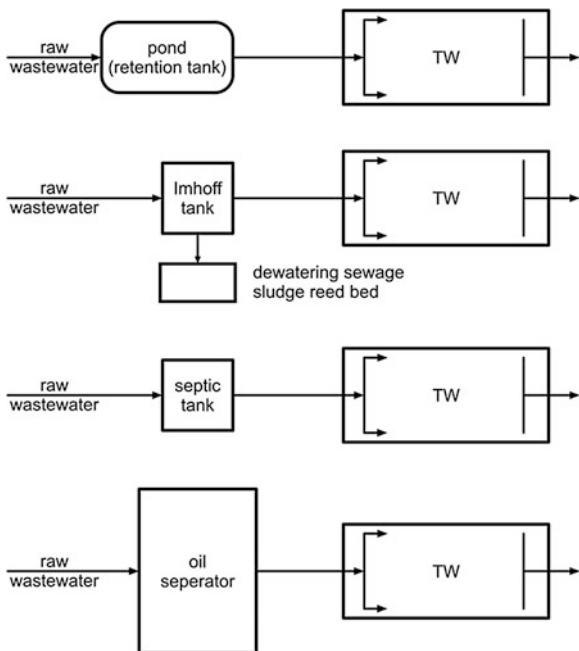 raw
wastewater
pond
(retention tank)
TW
raw
wastewater
Imhoff
tank
TW
dewatering sewage
sludge reed bed
raw
wastewater
septic
tank
TW
raw
wastewater
oil
seperator
TW